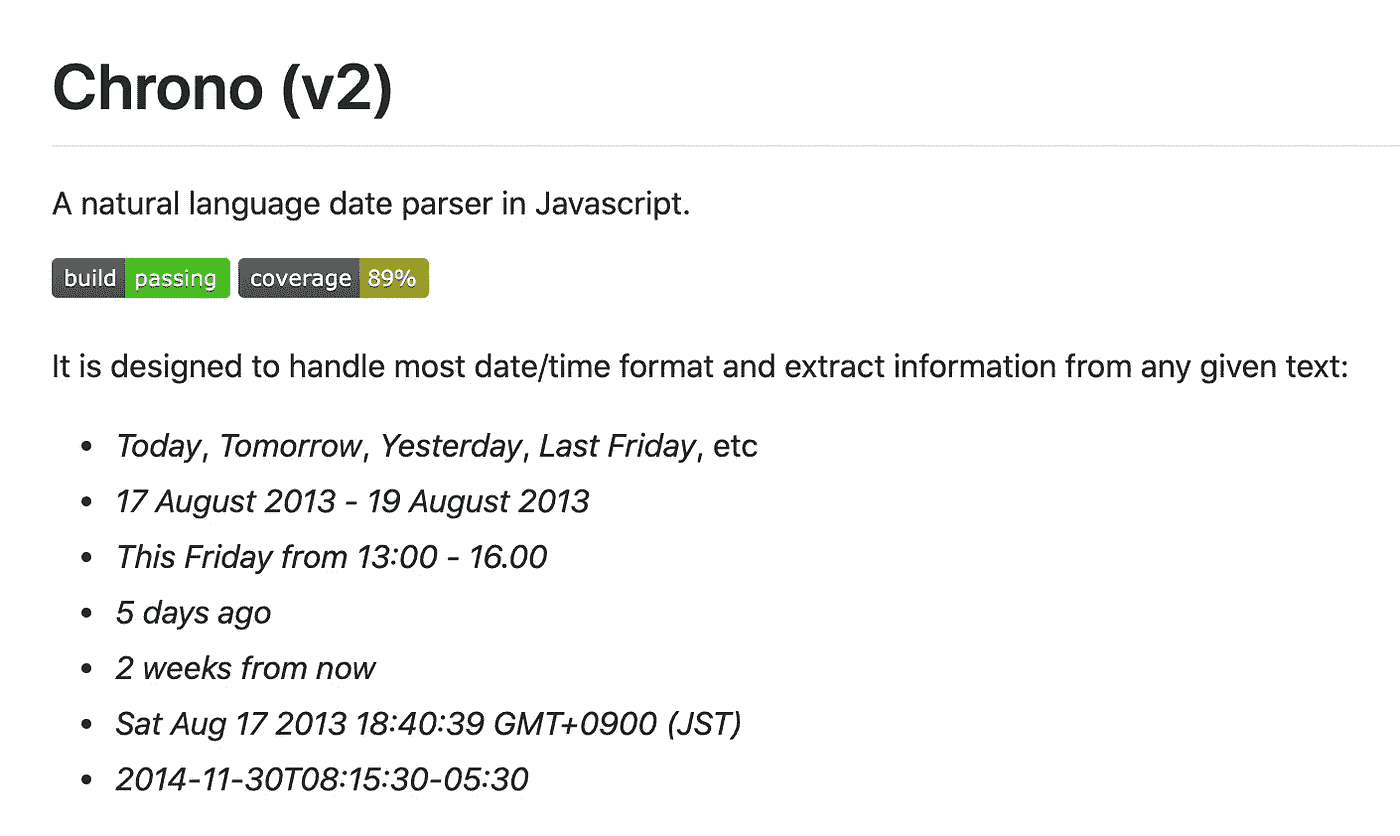 Chrono (v2)
A natural language date parser in Javascript.
build passing coverage 89%
It is designed to handle most date/time format and extract information from any given text:
• Today, Tomorrow, Yesterday, Last Friday, etc
• 17 August 2013 - 19 August 2013
• This Friday from 13:00 - 16.00
• 5 days ago
• 2 weeks from now
• Sat Aug 17 2013 18:40:39 GMT+0900 (JST)
• 2014-11-30T08:15:30-05:30